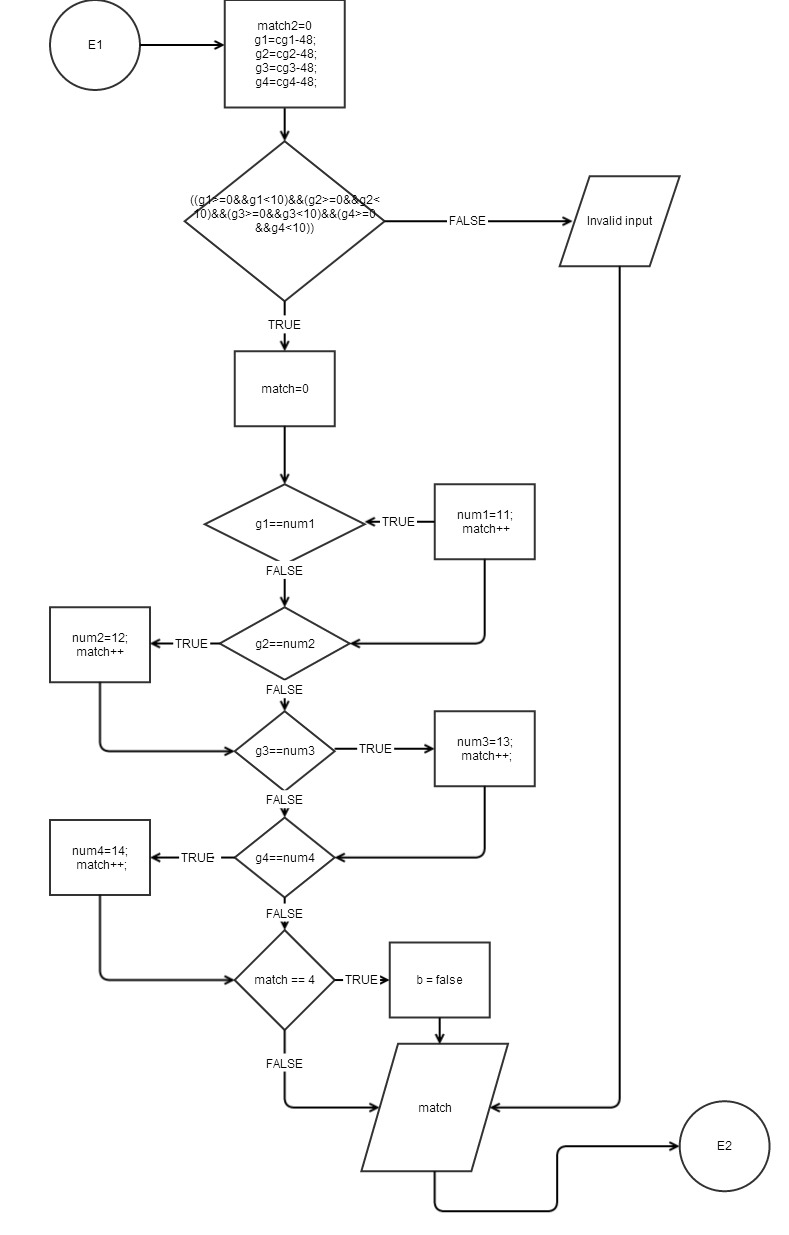 E1
match2=0
g1=cg1-48;
g2=cg2-48;
g3=cg3-48;
g4=cg4-48;
((g1>=0&&g1<10)&&(g2>=0&&g2<
10)&&(g3>=0&&g3<10)&&(g4>=0
&&g4<10))
FALSE
Invalid input
TRUE
match=0
g1==num1
TRUE
num1=11;
match++
FALSE
num2=12;
match++
TRUE
g2==num2
FALSE
g3==num3
TRUE
num3=13;
match++;
FALSE
num4=14;
match++;
TRUE
g4==num4
FALSE
match == 4
TRUE
b = false
FALSE
match
E2